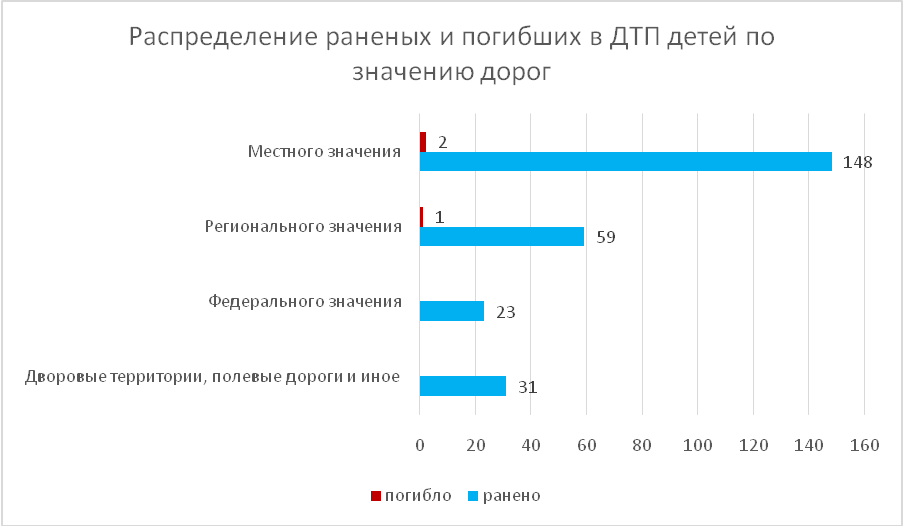 Распределение раненых и погибших в ДТП детей по
значению дорог
Местного значения
2
148
Регионального значения
1
59
Федерального значения
23
Дворовые территории, полевые дороги и иное
31
0 20 40 60 80 100 120 140 160
погибло ранено